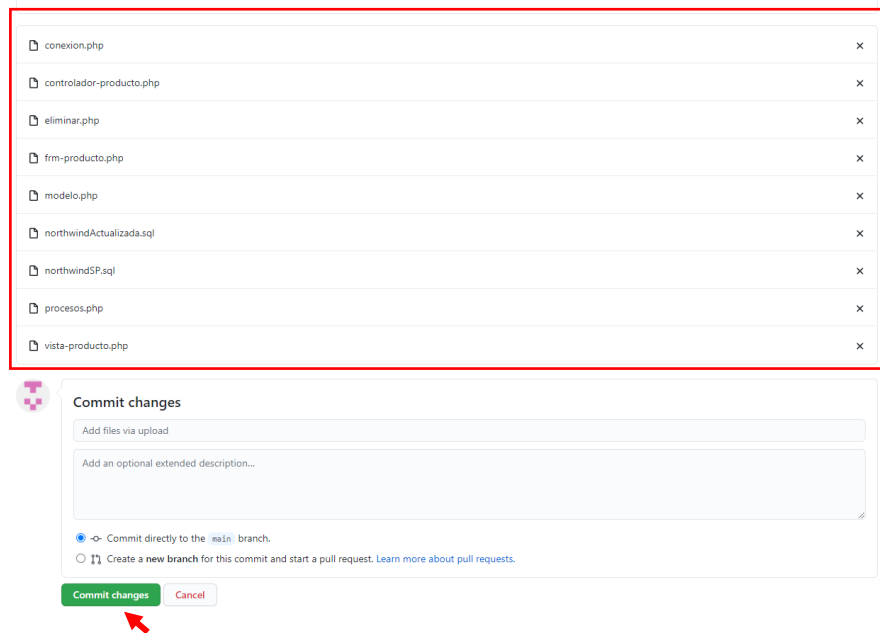 conexion.php
controlador-producto.php
eliminar.php
frm-producto.php
modelo.php
northwindActualizada.sql
northwindSP.sql
procesos.php
vista-producto.php
Commit changes
Add files via upload
Add an optional extended description...
Commit directly to the main branch.
Create a new branch for this commit and start a pull request. Learn more about pull requests.
Commit changes Cancel